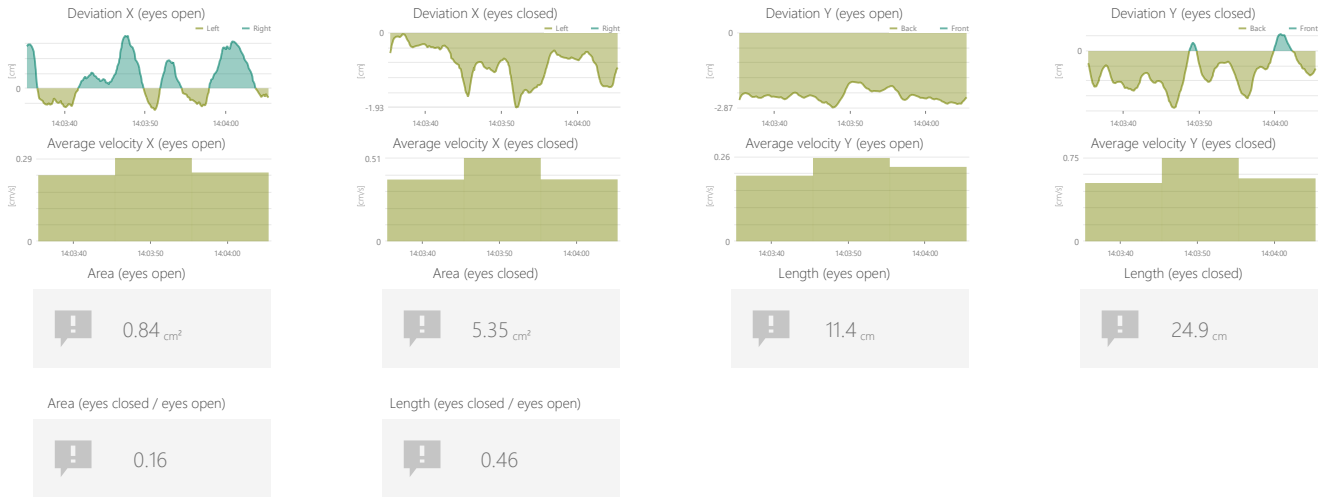 Deviation X (eyes open)
Left Right
[cm]
0
14:03:40 14:03:50 14:04:00
Deviation X (eyes closed)
Left Right
0
[cm]
-1.93
14:03:40 14:03:50 14:04:00
Deviation Y (eyes open)
Back Front
0
[cm]
-2.87
14:03:40 14:03:50 14:04:00
Deviation Y (eyes closed)
Back Front
0
[cm]
14:03:40 14:03:50 14:04:00
Average velocity X (eyes open)
0.29
[cm/s]
0
14:03:40 14:03:50 14:04:00
Average velocity X (eyes closed)
0.51
[cm/s]
0
14:03:40 14:03:50 14:04:00
Average velocity Y (eyes open)
0.26
[cm/s]
0
14:03:40 14:03:50 14:04:00
Average velocity Y (eyes closed)
0.75
[cm/s]
0
14:03:40 14:03:50 14:04:00
Area (eyes open)
0.84 cm²
Area (eyes closed)
5.35 cm²
Length (eyes open)
11.4 cm
Length (eyes closed)
24.9 cm
Area (eyes closed / eyes open)
0.16
Length (eyes closed / eyes open)
0.46